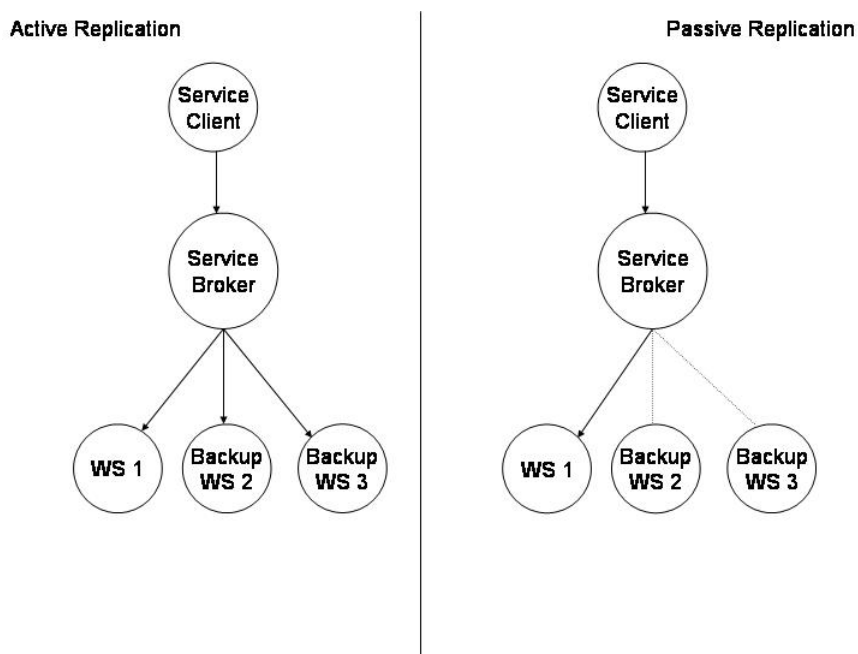 Active Replication
Service
Client
Service
Broker
WS 1
Backup
WS 2
Backup
WS 3
Passive Replication
Service
Client
Service
Broker
WS 1
Backup
WS 2
Backup
WS 3